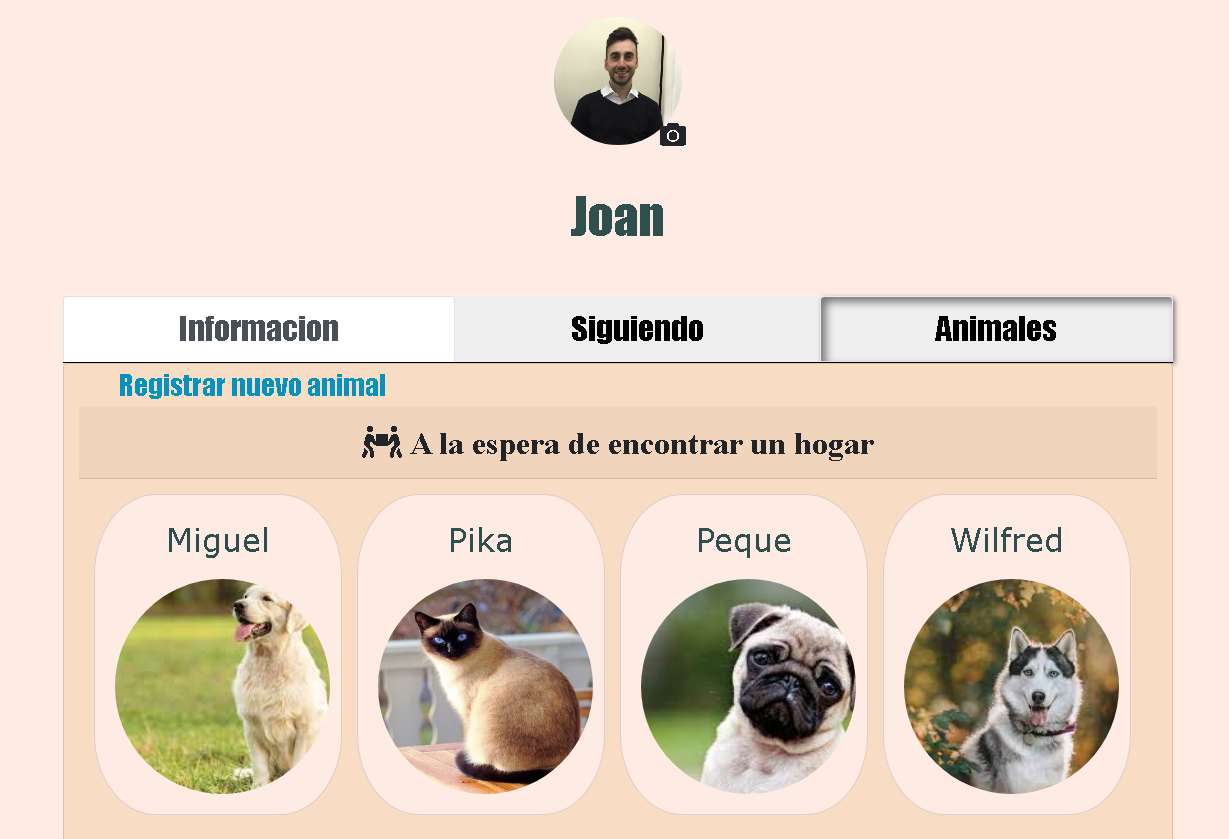 Joan
Informacion
Siguiendo
Animales
Registrar nuevo animal
A la espera de encontrar un hogar
Miguel
Pika
Peque
Wilfred